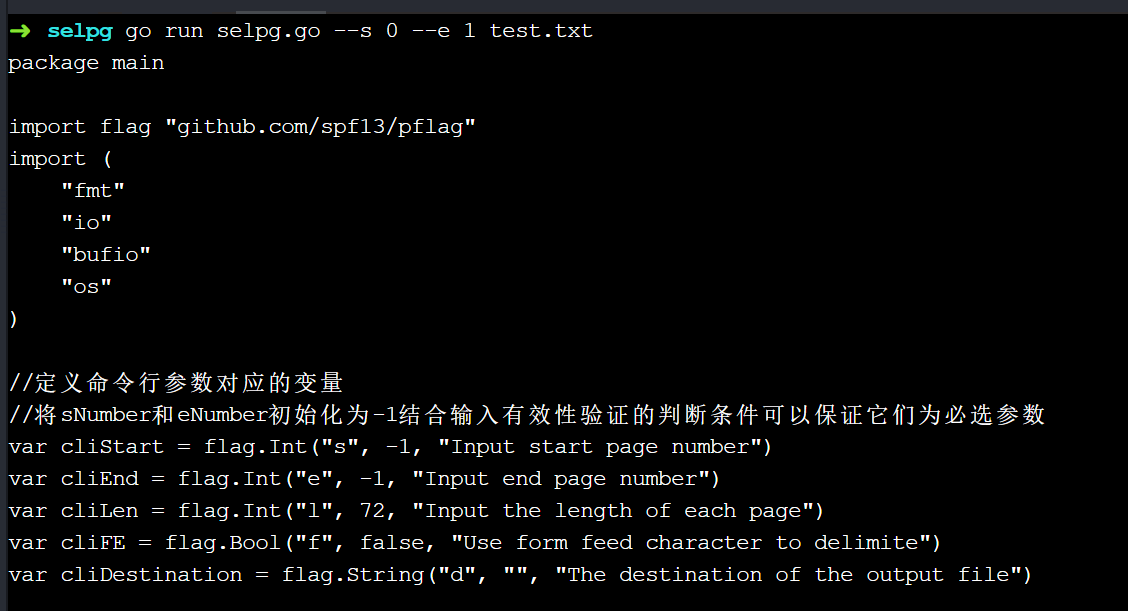 ➜ selpg go run selpg.go --s 0 --e 1 test.txt
package main

import flag "github.com/spf13/pflag"
import (
    "fmt"
    "io"
    "bufio"
    "os"
)

//定义命令行参数对应的变量
//将sNumber和eNumber初始化为-1结合输入有效性验证的判断条件可以保证它们为必选参数
var cliStart = flag.Int("s", -1, "Input start page number")
var cliEnd = flag.Int("e", -1, "Input end page number")
var cliLen = flag.Int("l", 72, "Input the length of each page")
var cliFE = flag.Bool("f", false, "Use form feed character to delimite")
var cliDestination = flag.String("d", "", "The destination of the output file")